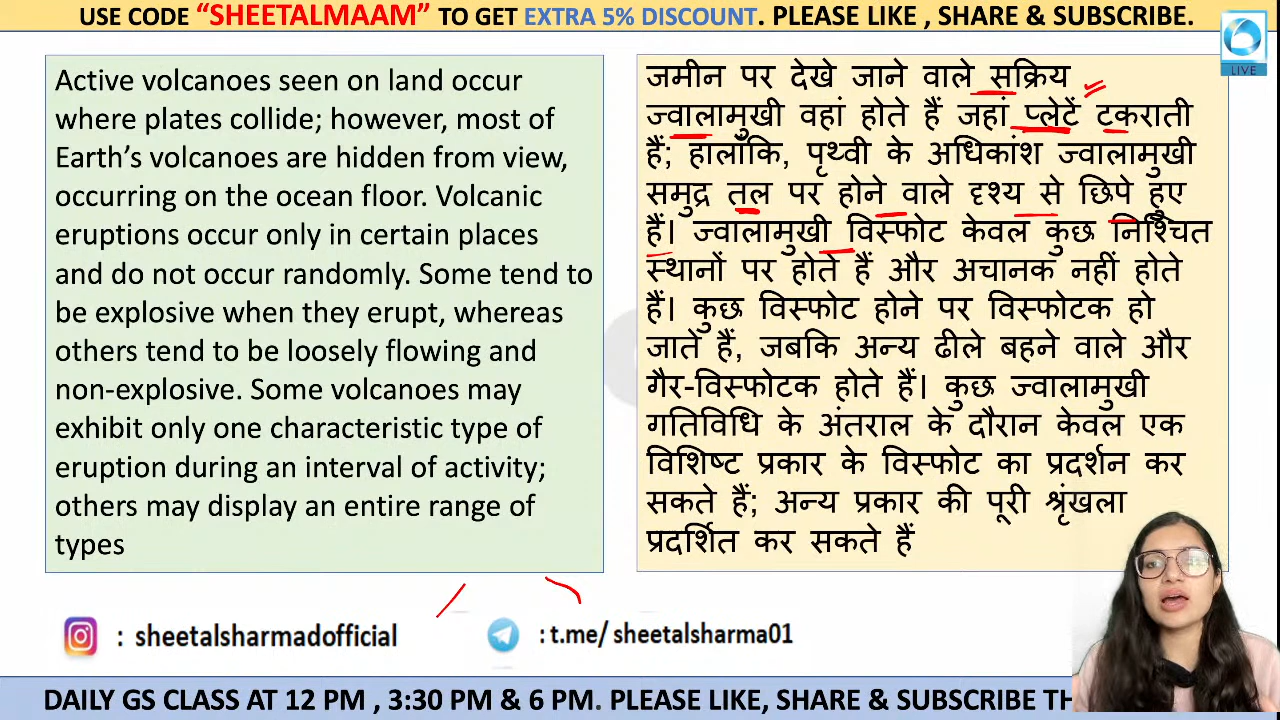 USE CODE “SHEETALMAAM” TO GET EXTRA 5% DISCOUNT. PLEASE LIKE , SHARE & SUBSCRIBE.
LIVE
Active volcanoes seen on land occur
where plates collide; however, most of
Earth’s volcanoes are hidden from view,
occurring on the ocean floor. Volcanic
eruptions occur only in certain places
and do not occur randomly. Some tend to
be explosive when they erupt, whereas
others tend to be loosely flowing and
non-explosive. Some volcanoes may
exhibit only one characteristic type of
eruption during an interval of activity;
others may display an entire range of
types
जमीन पर देखे जाने वाले सक्रिय
ज्वालामुखी वहां होते हैं जहां प्लेटें टकराती
हैं; हालाँकि, पृथ्वी के अधिकांश ज्वालामुखी
समुद्र तल पर होने वाले दृश्य से छिपे हुए
हैं। ज्वालामुखी विस्फोट केवल कुछ निश्चित
स्थानों पर होते हैं और अचानक नहीं होते
हैं। कुछ विस्फोट होने पर विस्फोटक हो
जाते हैं, जबकि अन्य ढीले बहने वाले और
गैर-विस्फोटक होते हैं। कुछ ज्वालामुखी
गतिविधि के अंतराल के दौरान केवल एक
विशिष्ट प्रकार के विस्फोट का प्रदर्शन कर
सकते हैं; अन्य प्रकार की पूरी श्रृंखला
प्रदर्शित कर सकते हैं
: sheetalsharmadofficial
: t.me/ sheetalsharma01
DAILY GS CLASS AT 12 PM , 3:30 PM & 6 PM. PLEASE LIKE, SHARE & SUBSCRIBE